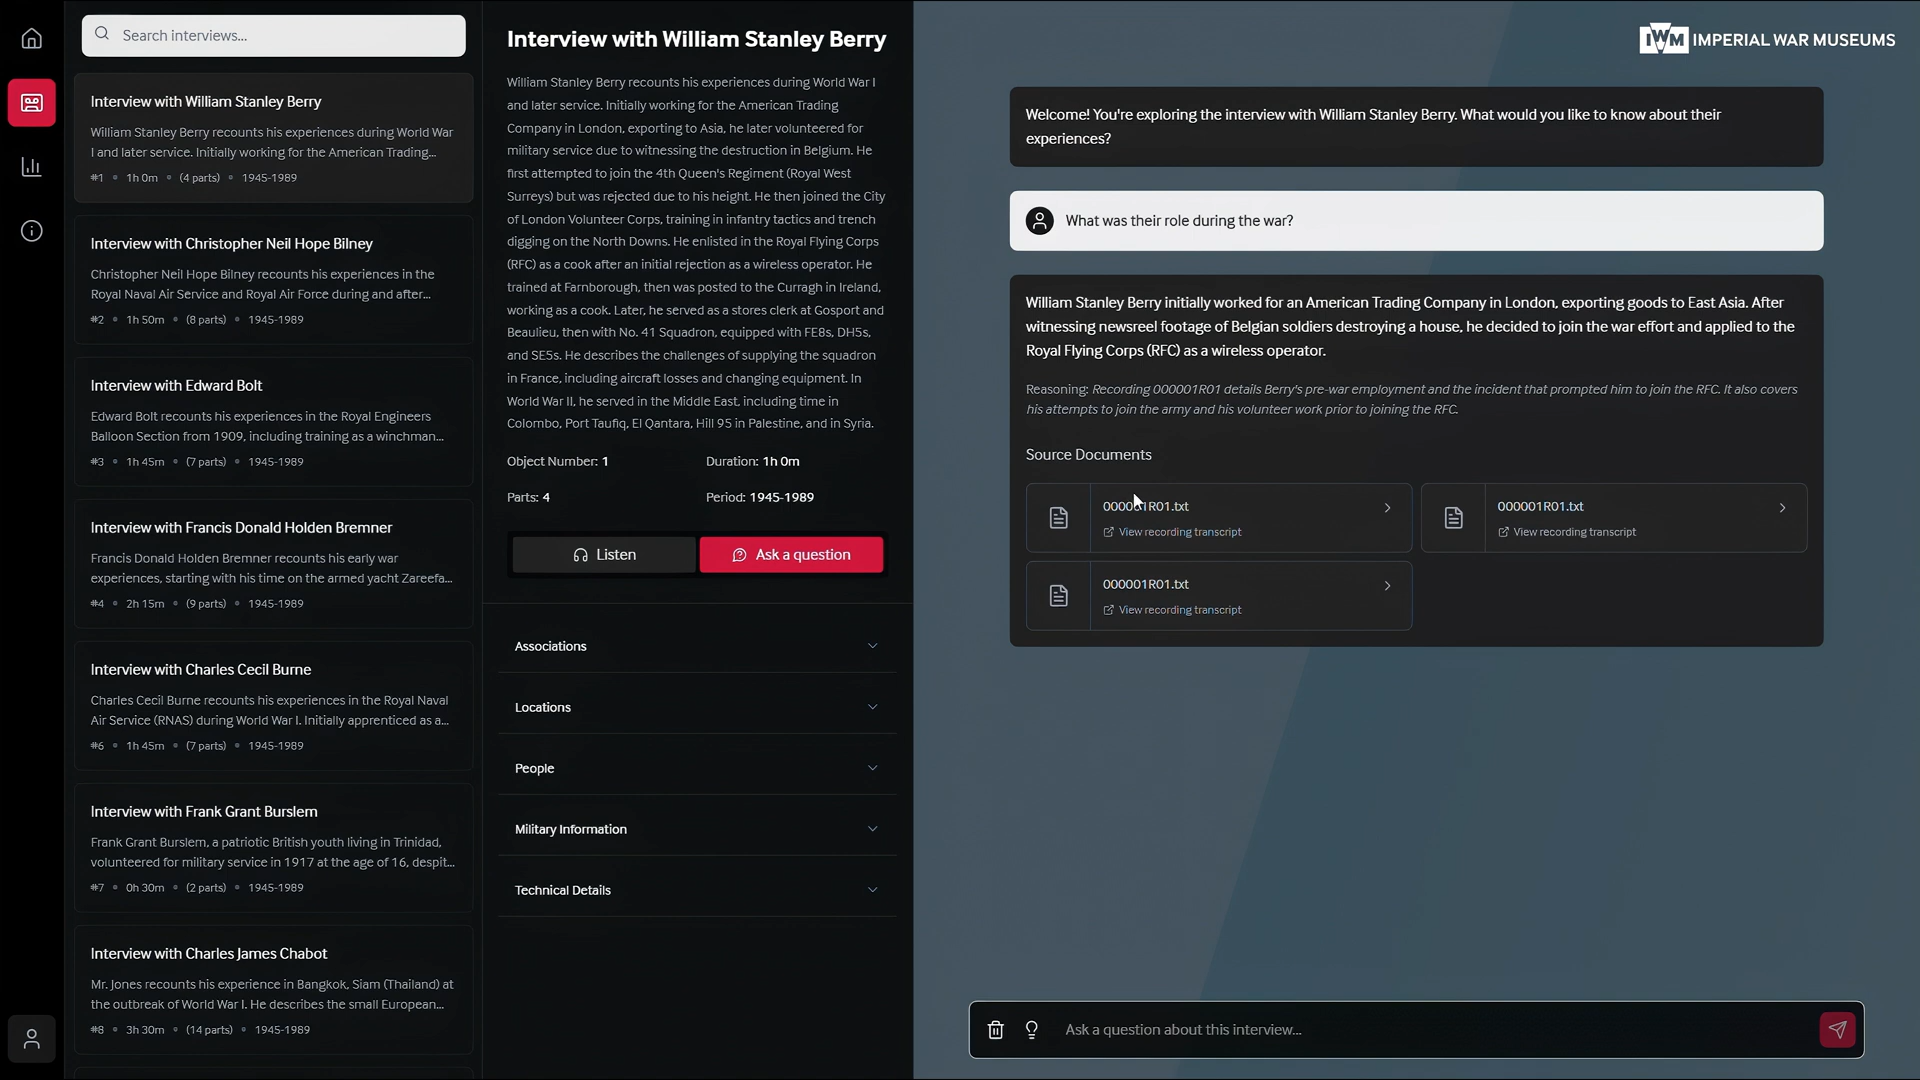 Search interviews...
Interview with William Stanley Berry
William Stanley Berry recounts his experiences during World War
I and later service. Initially working for the American Trading...
#1 • 1h 0m • (4 parts) • 1945-1989
Interview with Christopher Neil Hope Bilney
Christopher Neil Hope Bilney recounts his experiences in the
Royal Naval Air Service and Royal Air Force during and after...
#2 • 1h 50m • (8 parts) • 1945-1989
Interview with Edward Bolt
Edward Bolt recounts his experiences in the Royal Engineers
Balloon Section from 1909, including training as a winchman...
#3 • 1h 45m • (7 parts) • 1945-1989
Interview with Francis Donald Holden Bremner
Francis Donald Holden Bremner recounts his early war
experiences, starting with his time on the armed yacht Zareefa...
#4 • 2h 15m • (9 parts) • 1945-1989
Interview with Charles Cecil Burne
Charles Cecil Burne recounts his experiences in the Royal Naval
Air Service (RNAS) during World War I. Initially apprenticed as a...
#6 • 1h 45m • (7 parts) • 1945-1989
Interview with Frank Grant Burslem
Frank Grant Burslem, a patriotic British youth living in Trinidad,
volunteered for military service in 1917 at the age of 16, despit...
#7 • 0h 30m • (2 parts) • 1945-1989
Interview with Charles James Chabot
Mr. Jones recounts his experience in Bangkok, Siam (Thailand) at
the outbreak of World War I. He describes the small European...
#8 • 3h 30m • (14 parts) • 1945-1989
Interview with William Stanley Berry
William Stanley Berry recounts his experiences during World War I
and later service. Initially working for the American Trading
Company in London, exporting to Asia, he later volunteered for
military service due to witnessing the destruction in Belgium. He
first attempted to join the 4th Queen's Regiment (Royal West
Surreys) but was rejected due to his height. He then joined the City
of London Volunteer Corps, training in infantry tactics and trench
digging on the North Downs. He enlisted in the Royal Flying Corps
(RFC) as a cook after an initial rejection as a wireless operator. He
trained at Farnborough, then was posted to the Curragh in Ireland,
working as a cook. Later, he served as a stores clerk at Gosport and
Beaulieu, then with No. 41 Squadron, equipped with FE8s, DH5s,
and SE5s. He describes the challenges of supplying the squadron
in France, including aircraft losses and changing equipment. In
World War II, he served in the Middle East, including time in
Colombo, Port Taufiq, El Qantara, Hill 95 in Palestine, and in Syria.
Object Number: 1 Duration: 1h 0m
Parts: 4 Period: 1945-1989
Listen Ask a question
Associations
Locations
People
Military Information
Technical Details
IWM IMPERIAL WAR MUSEUMS
Welcome! You're exploring the interview with William Stanley Berry. What would you like to know about their
experiences?
What was their role during the war?
William Stanley Berry initially worked for an American Trading Company in London, exporting goods to East Asia. After
witnessing newsreel footage of Belgian soldiers destroying a house, he decided to join the war effort and applied to the
Royal Flying Corps (RFC) as a wireless operator.
Reasoning: Recording 000001R01 details Berry's pre-war employment and the incident that prompted him to join the RFC. It also covers
his attempts to join the army and his volunteer work prior to joining the RFC.
Source Documents
000001R01.txt
View recording transcript
000001R01.txt
View recording transcript
000001R01.txt
View recording transcript
Ask a question about this interview...